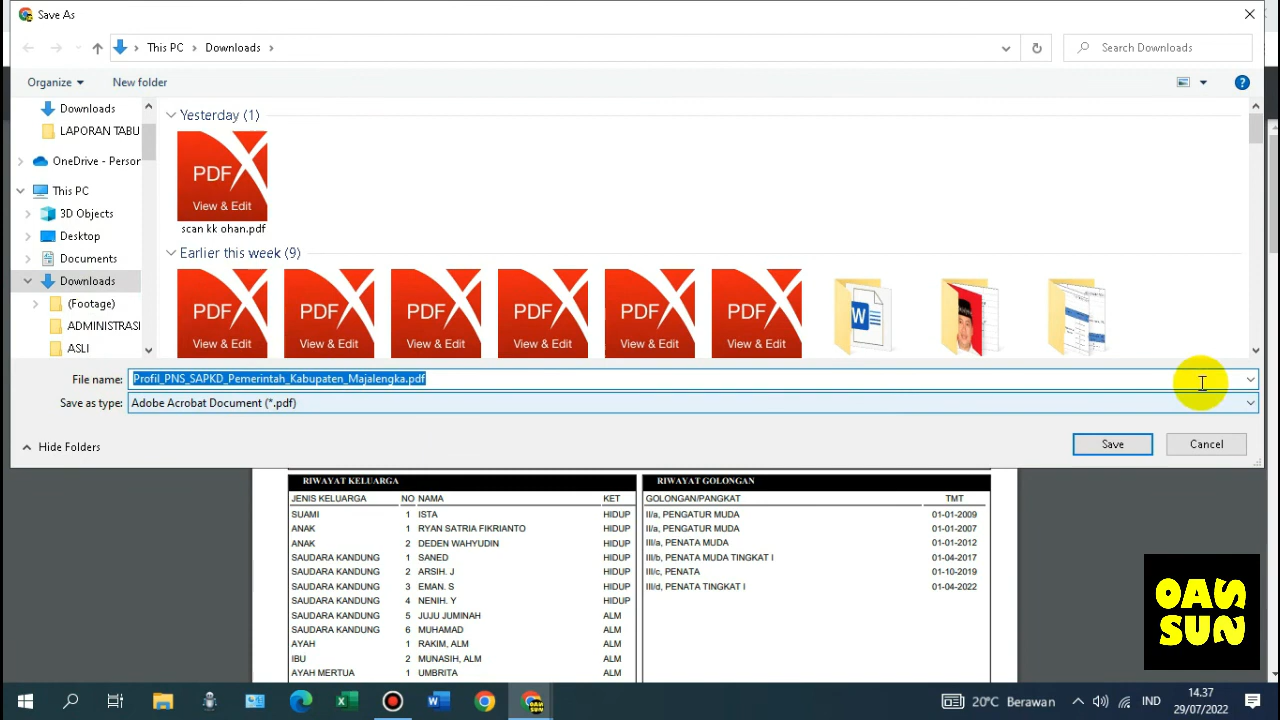 Save As
This PC
Downloads
Search Downloads
Organize
New folder
Downloads
LAPORAN TABU
OneDrive - Person
This PC
3D Objects
Desktop
Documents
Downloads
(Footage)
ADMINISTRASI
ASLI
Yesterday (1)
PDF
View & Edit
scan kk ohan.pdf
Earlier this week (9)
PDF PDF PDF PDF PDF PDF
View & Edit View & Edit View & Edit View & Edit View & Edit View & Edit
File name: Profil_PNS_SAPKD_Pemerintah_Kabupaten_Majalengka.pdf
Save as type: Adobe Acrobat Document (*.pdf)
Hide Folders
Save
Cancel
RIWAYAT KELUARGA
JENIS KELUARGA NO NAMA KET
SUAMI 1 ISTA HIDUP
ANAK 1 RYAN SATRIA FIKRIANTO HIDUP
ANAK 2 DEDEN WAHYUDIN HIDUP
SAUDARA KANDUNG 1 SANED HIDUP
SAUDARA KANDUNG 2 ARSIH. J HIDUP
SAUDARA KANDUNG 3 EMAN. S HIDUP
SAUDARA KANDUNG 4 NENIH. Y HIDUP
SAUDARA KANDUNG 5 JUJU JUMINAH ALM
SAUDARA KANDUNG 6 MUHAMAD ALM
AYAH 1 RAKIM, ALM ALM
IBU 2 MUNASIH, ALM ALM
AYAH MERTUA 1 UMBRITA ALM
RIWAYAT GOLONGAN
GOLONGAN/PANGKAT TMT
II/a, PENGATUR MUDA 01-01-2009
II/a, PENGATUR MUDA 01-01-2007
III/a, PENATA MUDA 01-01-2012
III/b, PENATA MUDA TINGKAT I 01-04-2017
III/c, PENATA 01-10-2019
III/d, PENATA TINGKAT I 01-04-2022
OAS
SUN
20°C Berawan
IND
14.37
29/07/2022